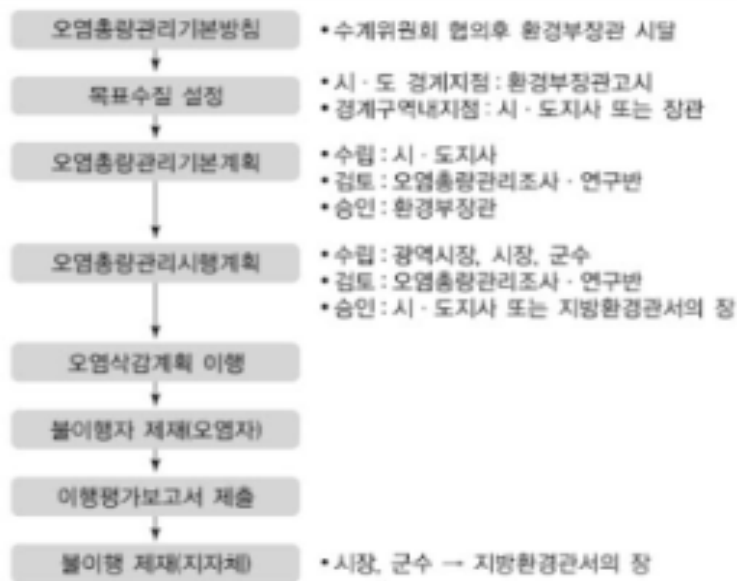 오염총량관리기본방침
• 수계위원회 협의후 환경부장관 시달
목표수질 설정
• 시 · 도 경계지점 : 환경부장관고시
• 경계구역내지점 : 시 · 도지사 또는 장관
오염총량관리기본계획
• 수립 : 시 · 도지사
• 검토 : 오염총량관리조사 · 연구반
• 승인 : 환경부장관
오염총량관리시행계획
• 수립 : 광역시장, 시장, 군수
• 검토 : 오염총량관리조사 · 연구반
• 승인 : 시 · 도지사 또는 지방환경관서의 장
오염삭감계획 이행
불이행자 제재(오염자)
이행평가보고서 제출
불이행 제재(지자체)
• 시장, 군수 → 지방환경관서의 장